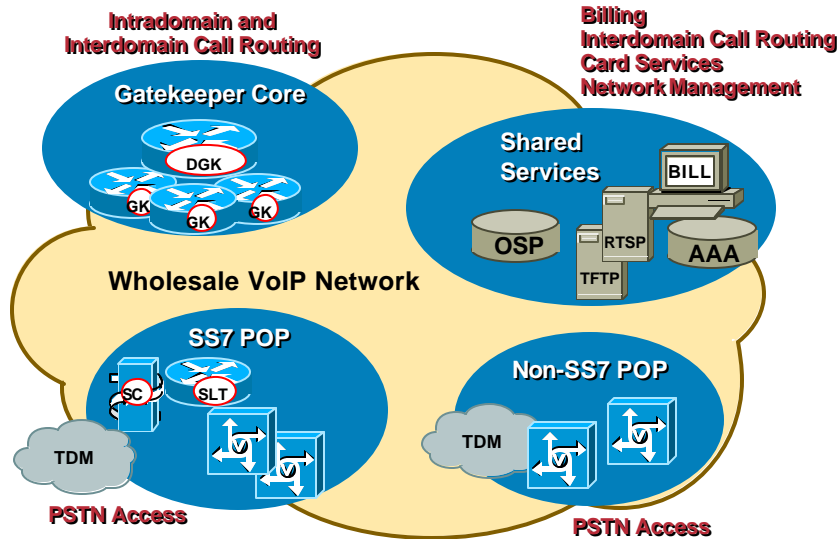 Intradomain and
Interdomain Call Routing
Billing
Interdomain Call Routing
Card Services
Network Management
Gatekeeper Core
DGK
GK
GK
GK
Shared
Services
BILL
OSP
RTSP
TFTP
AAA
Wholesale VoIP Network
SS7 POP
SC
SLT
V
V
TDM
PSTN Access
Non-SS7 POP
TDM
V
V
PSTN Access